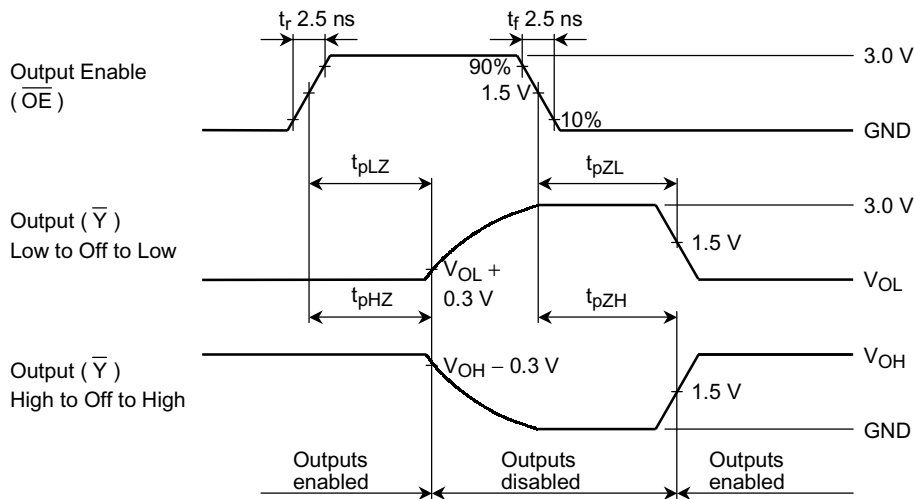 tr 2.5 ns
tf 2.5 ns
Output Enable
( OE )
90%
1.5 V
10%
3.0 V
GND
tpLZ
tpZL
Output ( Y )
Low to Off to Low
VOL +
0.3 V
1.5 V
3.0 V
VOL
tpHZ
tpZH
Output ( Y )
High to Off to High
VOH − 0.3 V
1.5 V
VOH
GND
Outputs
enabled
Outputs
disabled
Outputs
enabled